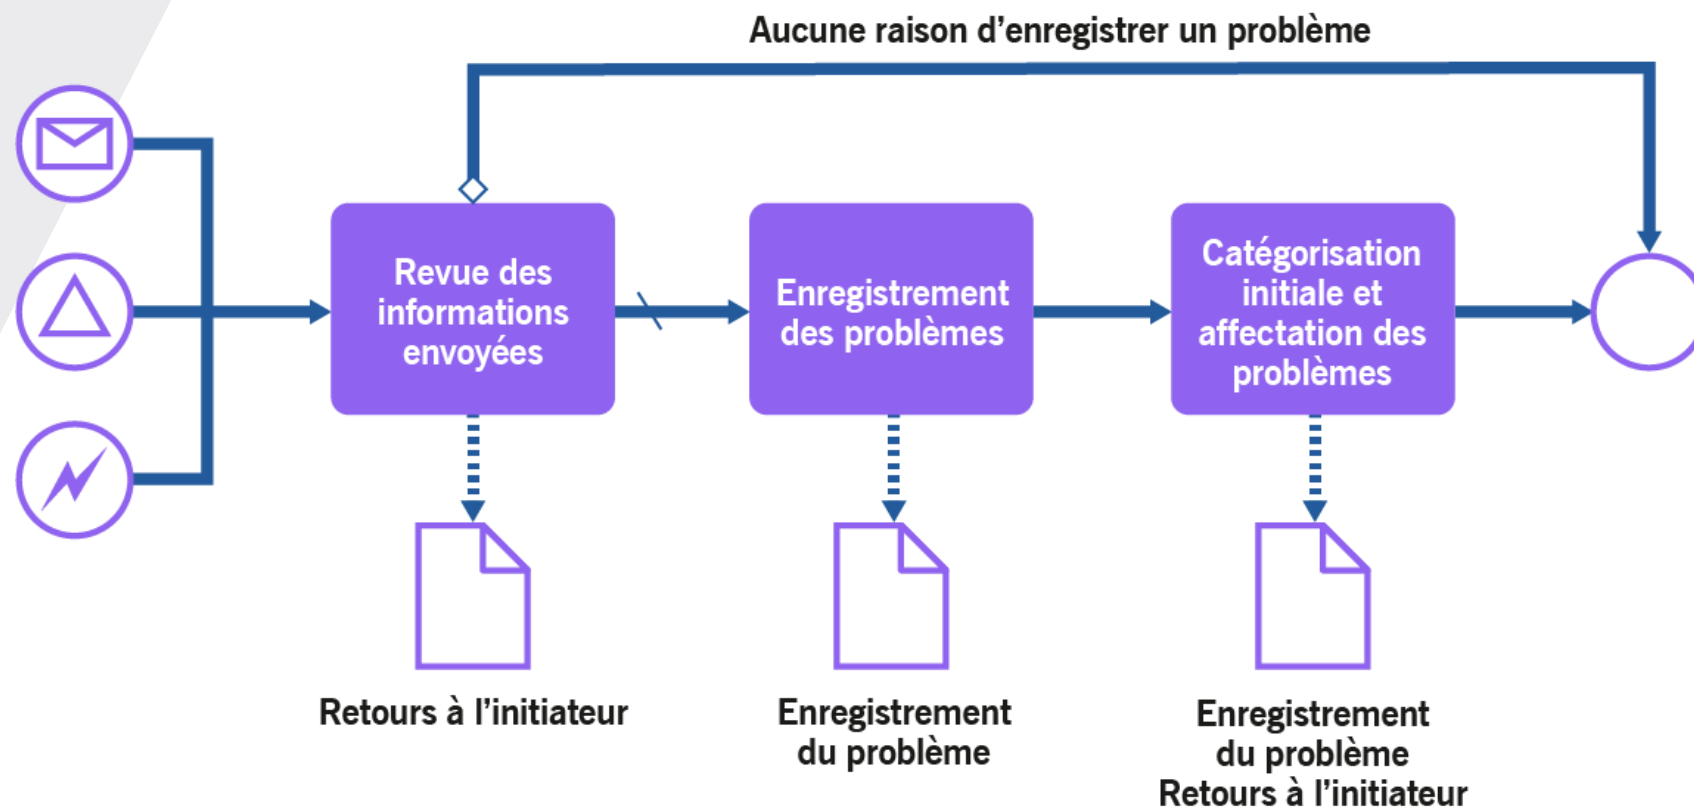 Aucune raison d’enregistrer un problème
Revue des
informations
envoyées
Enregistrement
des problèmes
Catégorisation
initiale et
affectation des
problèmes
Retours à l’initiateur
Enregistrement
du problème
Enregistrement
du problème
Retours à l’initiateur